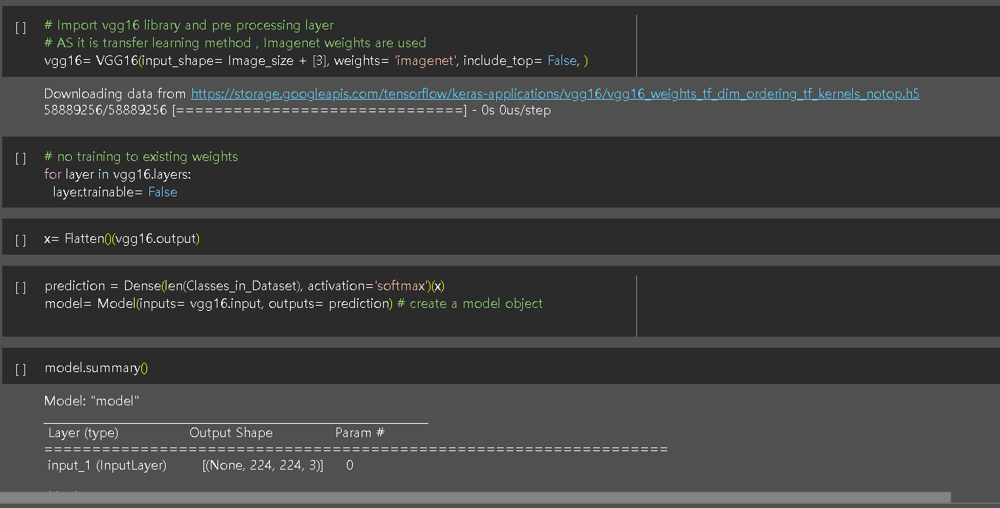 [ ] # Import vgg16 library and pre processing layer
# AS it is transfer learning method , Imagenet weights are used
vgg16= VGG16(input_shape= Image_size + [3], weights= 'imagenet', include_top= False, )
Downloading data from https://storage.googleapis.com/tensorflow/keras-applications/vgg16/vgg16_weights_tf_dim_ordering_tf_kernels_notop.h5
58889256/58889256 [==============================] - 0s 0us/step
[ ] # no training to existing weights
for layer in vgg16.layers:
layer.trainable= False
[ ] x= Flatten()(vgg16.output)
[ ] prediction = Dense(len(Classes_in_Dataset), activation='softmax')(x)
model= Model(inputs= vgg16.input, outputs= prediction) # create a model object
[ ] model.summary()
Model: "model"
_________________________________________________________________
Layer (type) Output Shape Param #
=================================================================
input_1 (InputLayer) [(None, 224, 224, 3)] 0